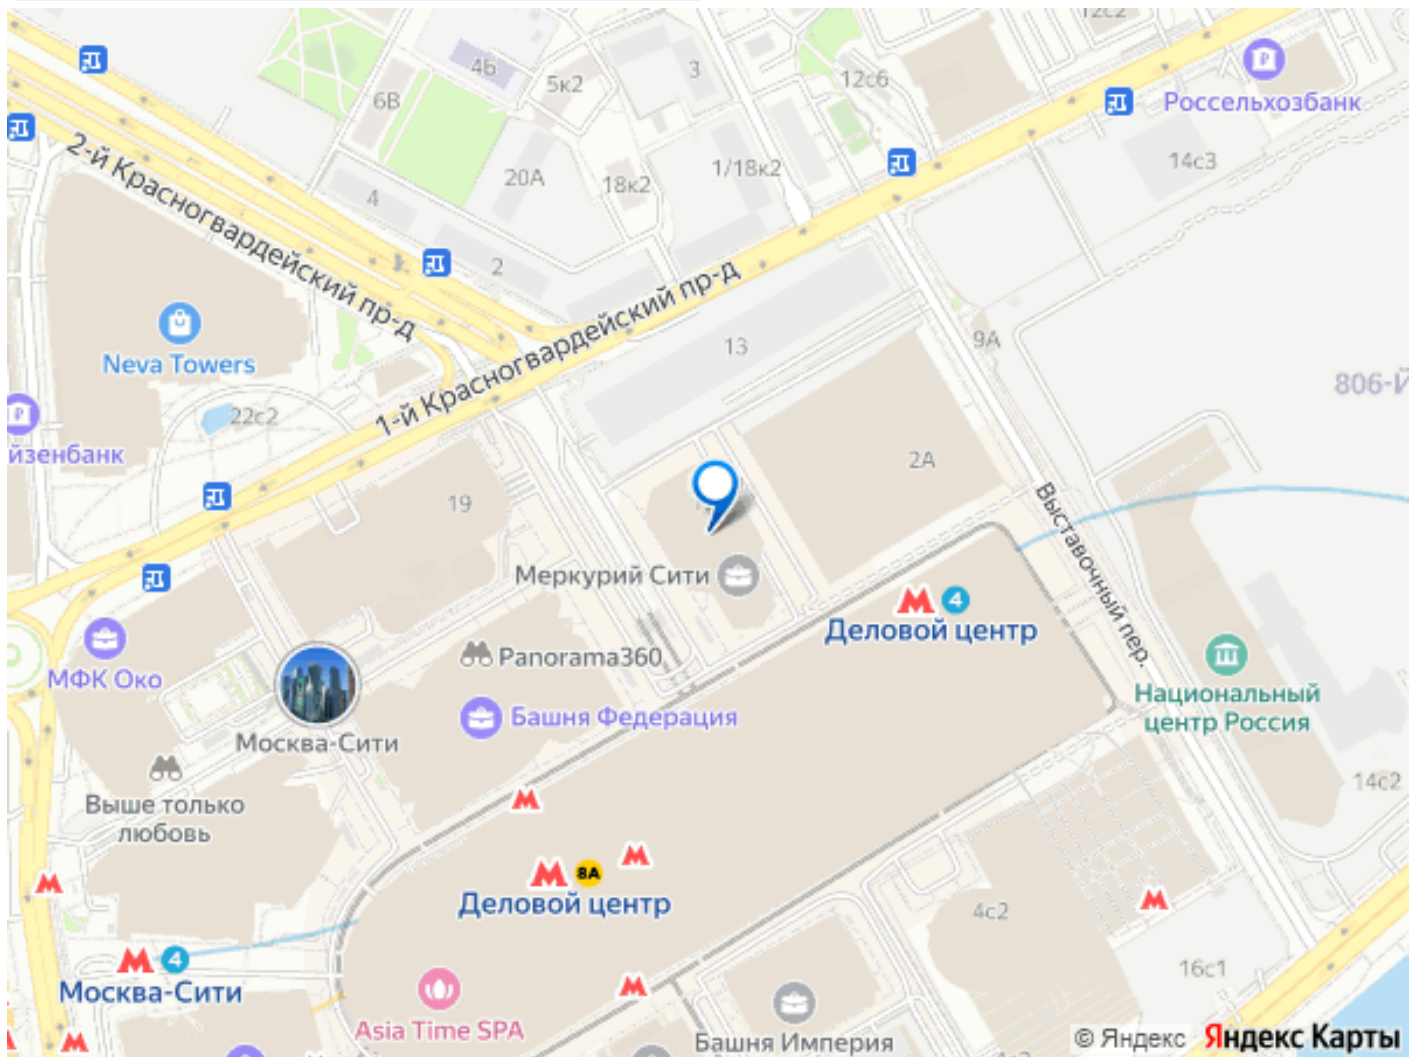 12с2
4Б
3
5к2
12с6
6В
Россельхозбанк
2-й Красногвардейский пр-д
20А
18к2
1/18к2
14с3
4
2
1-й Красногвардейский пр-д
Neva Towers
13
9А
806-Й
22с2
йзенбанк
2А
19
Выставочный пер.
Меркурий Сити
4
Деловой центр
Panorama360
МФК Око
Башня Федерация
Национальный
центр Россия
Москва-Сити
14с2
Выше только
любовь
8А
Деловой центр
4с2
4
Москва-Сити
16с1
Asia Time SPA
Башня Империя
© Яндекс Яндекс Карты